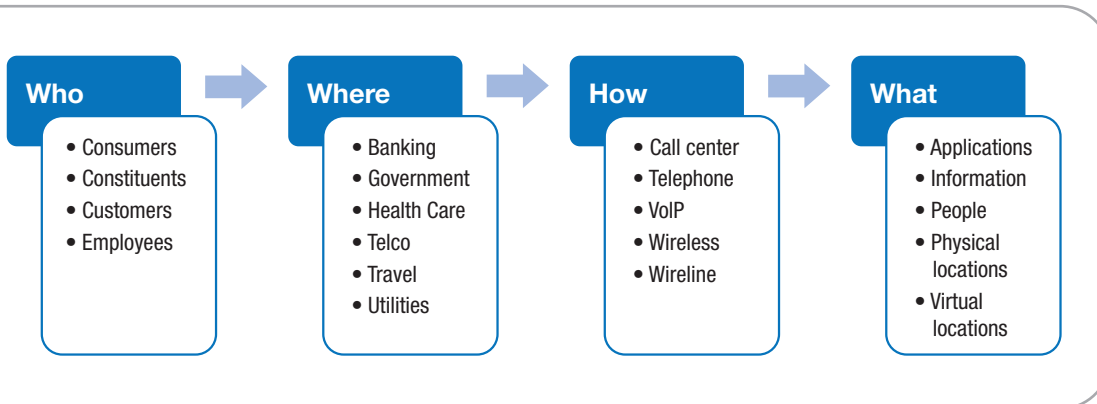 Who
• Consumers
• Constituents
• Customers
• Employees
Where
• Banking
• Government
• Health Care
• Telco
• Travel
• Utilities
How
• Call center
• Telephone
• VoIP
• Wireless
• Wireline
What
• Applications
• Information
• People
• Physical
locations
• Virtual
locations